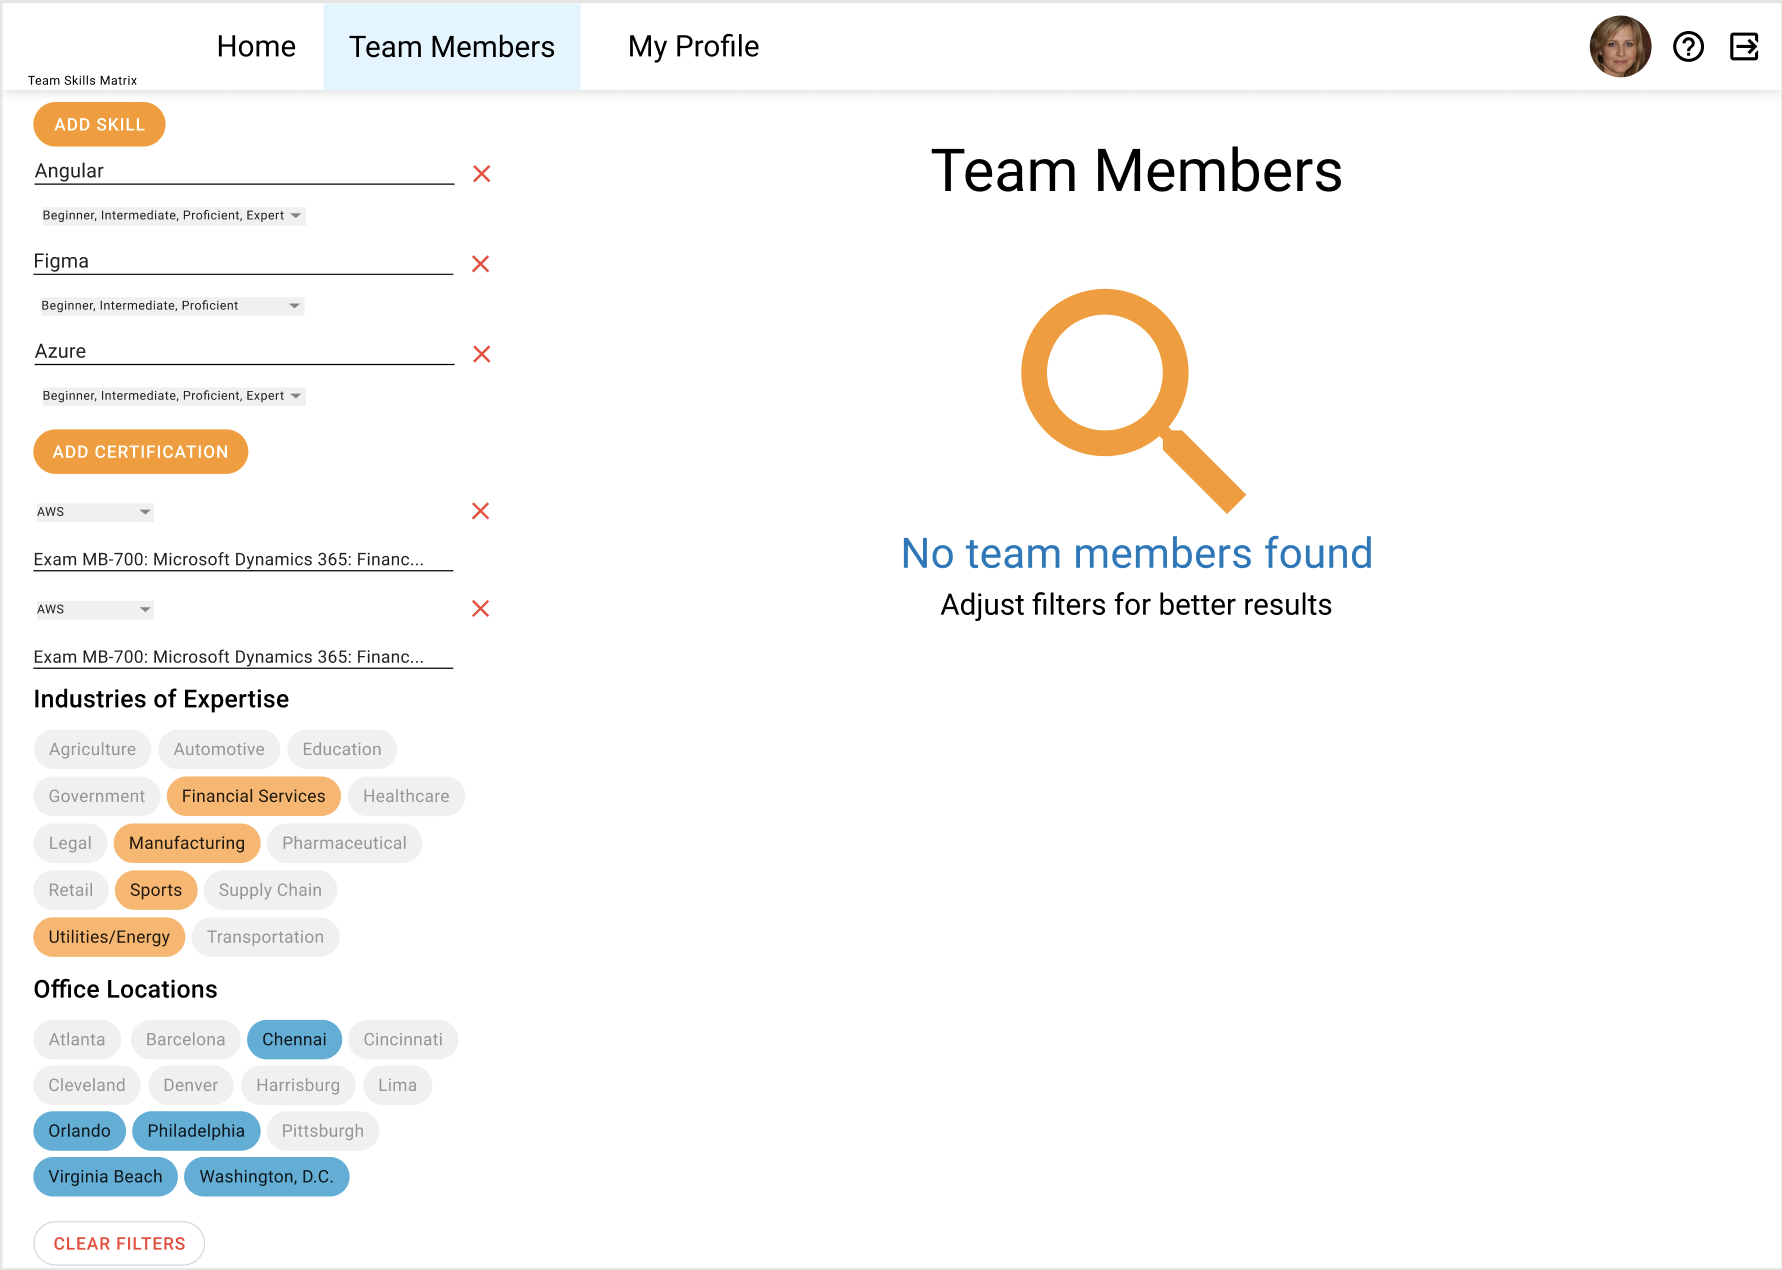 Home
Team Members
My Profile
Team Skills Matrix
ADD SKILL
Angular
Beginner, Intermediate, Proficient, Expert
Figma
Beginner, Intermediate, Proficient
Azure
Beginner, Intermediate, Proficient, Expert
ADD CERTIFICATION
AWS
Exam MB-700: Microsoft Dynamics 365: Financ...
AWS
Exam MB-700: Microsoft Dynamics 365: Financ...
Industries of Expertise
Agriculture Automotive Education
Government Financial Services Healthcare
Legal Manufacturing Pharmaceutical
Retail Sports Supply Chain
Utilities/Energy Transportation
Office Locations
Atlanta Barcelona Chennai Cincinnati
Cleveland Denver Harrisburg Lima
Orlando Philadelphia Pittsburgh
Virginia Beach Washington, D.C.
CLEAR FILTERS
Team Members
No team members found
Adjust filters for better results